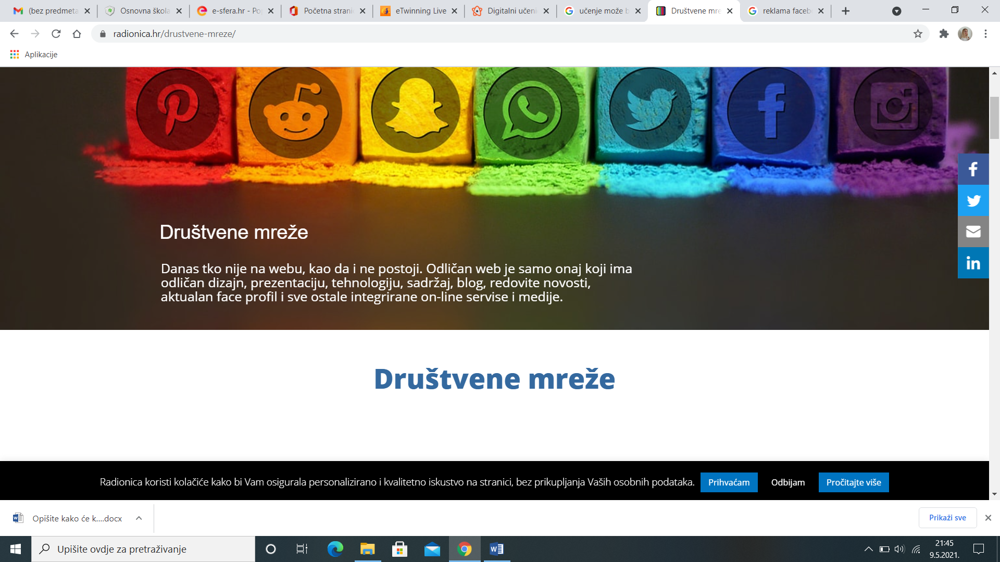 (bez predmeta
Osnovna škola
e-sfera.hr - Po
Početna strani
eTwinning Live
Digitalni učeni
učenje može b
Društvene mre
reklama faceb
radionica.hr/drustvene-mreze/
Aplikacije
Društvene mreže
Danas tko nije na webu, kao da i ne postoji. Odličan web je samo onaj koji ima
odličan dizajn, prezentaciju, tehnologiju, sadržaj, blog, redovite novosti,
aktualan face profil i sve ostale integrirane on-line servise i medije.
Društvene mreže
Radionica koristi kolačiće kako bi Vam osigurala personalizirano i kvalitetno iskustvo na stranici, bez prikupljanja Vaših osobnih podataka.
Prihvaćam
Odbijam
Pročitajte više
Opišite kako će k....docx
Prikaži sve
Upišite ovdje za pretraživanje
21:45
9.5.2021.